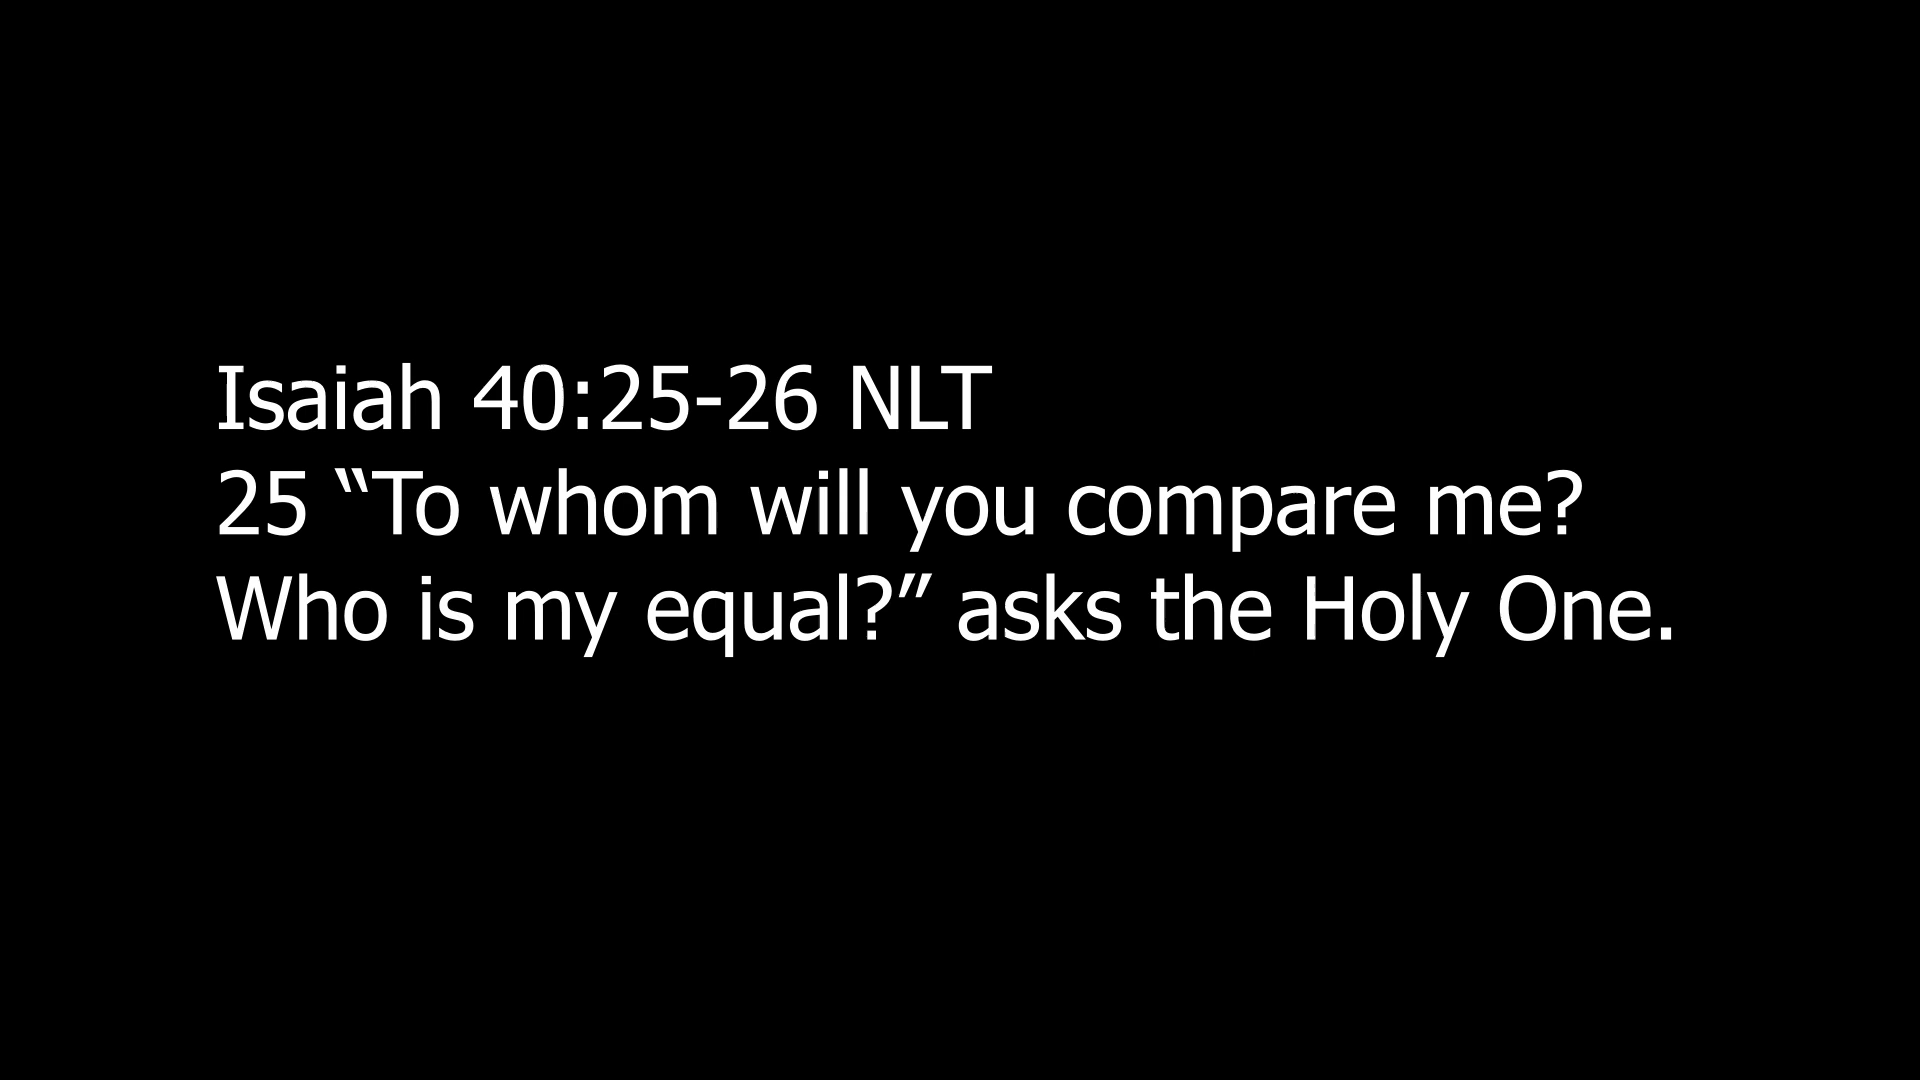 Isaiah 40:25-26 NLT
25 “To whom will you compare me?
Who is my equal?” asks the Holy One.